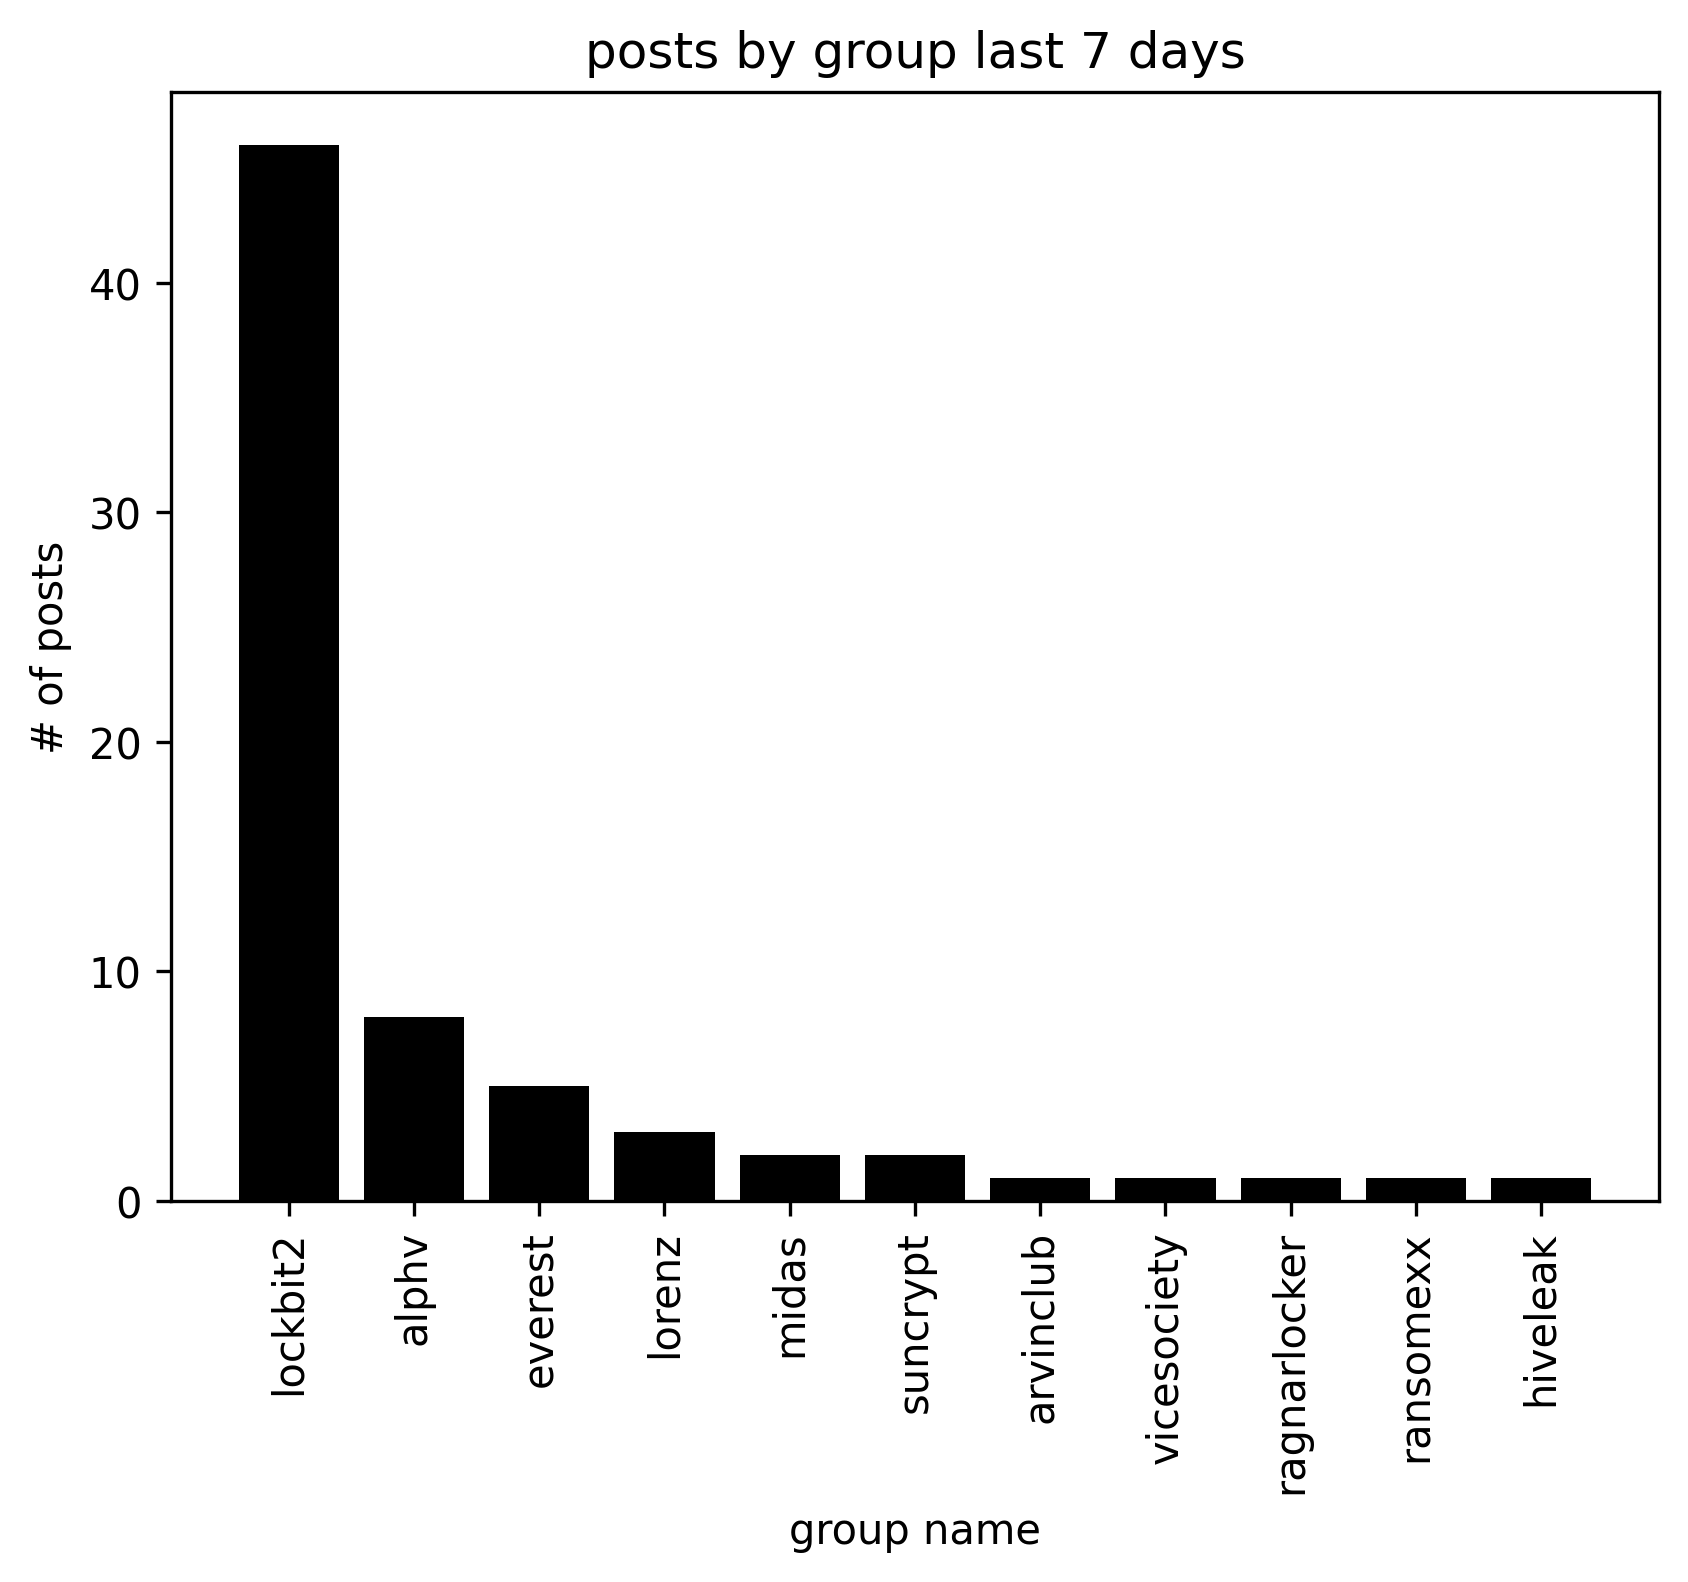 posts by group last 7 days
# of posts
40
30
20
10
0
lockbit2
alphv
everest
lorenz
midas
suncrypt
arvinclub
vicesociety
ragnarlocker
ransomexx
hiveleak
group name